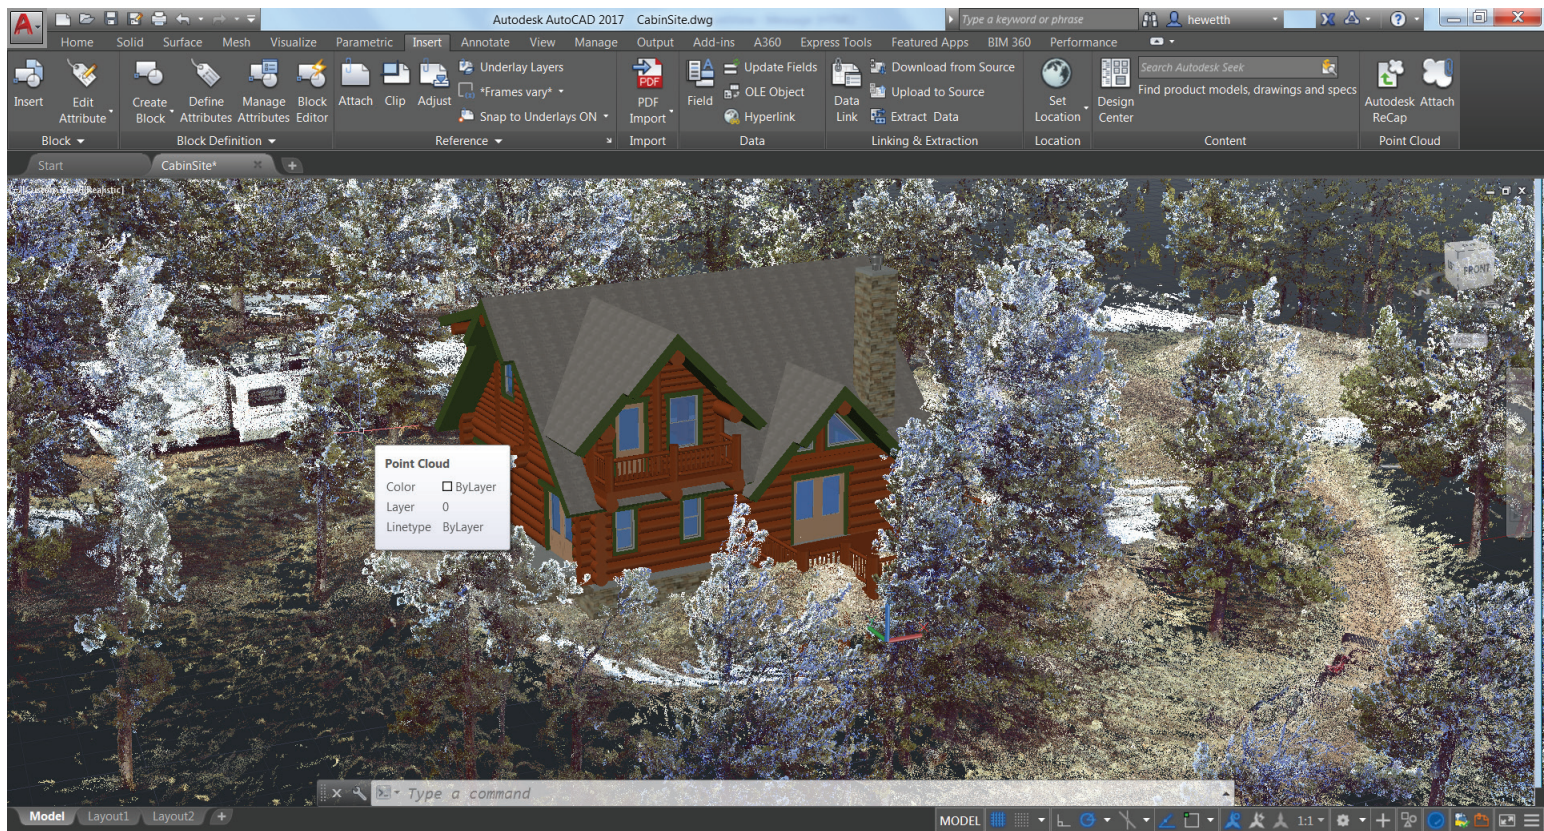 Autodesk AutoCAD 2017 CabinSite.dwg
Type a keyword or phrase
hewetth
Home Solid Surface Mesh Visualize Parametric Insert Annotate View Manage Output Add-ins A360 Express Tools Featured Apps BIM 360 Performance
Insert
Edit
Attribute
Block
Create
Block
Define
Attributes
Manage
Attributes
Block
Editor
Block Definition
Attach
Clip
Adjust
Underlay Layers
*Frames vary*
Snap to Underlays ON
Reference
PDF
PDF
Import
Import
Field
Update Fields
OLE Object
Hyperlink
Data
Data
Link
Download from Source
Upload to Source
Extract Data
Linking & Extraction
Set
Location
Location
Design
Center
Search Autodesk Seek
Find product models, drawings and specs
Content
Autodesk
ReCap
Attach
Point Cloud
Start
CabinSite*
FRONT
Point Cloud
Color ByLayer
Layer 0
Linetype ByLayer
Type a command
Model Layout1 Layout2 +
MODEL
1:1